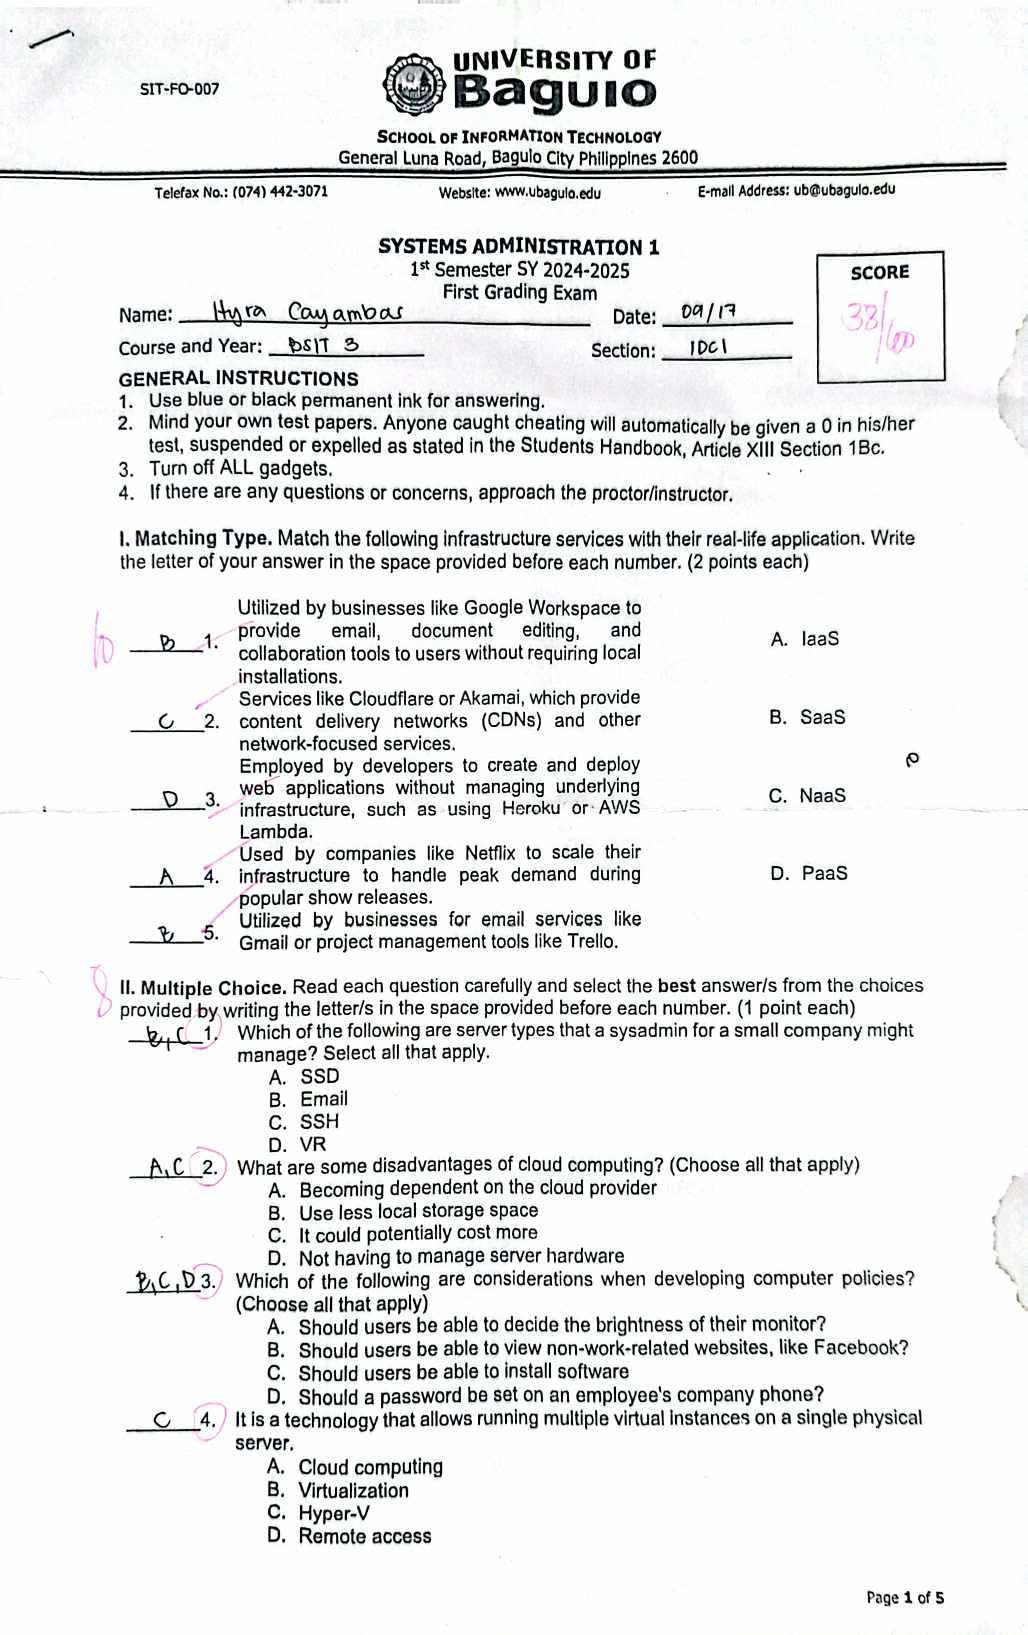 SIT-FO-007
UNIVERSITY OF
Baguio
SCHOOL OF INFORMATION TECHNOLOGY
General Luna Road, Baguio City Philippines 2600
Telefax No.: (074) 442-3071 Website: www.ubaguio.edu E-mail Address: ub@ubaguio.edu
SYSTEMS ADMINISTRATION 1
1st Semester SY 2024-2025
First Grading Exam
SCORE
33/60
Name: Hyra Cayambas Date: 09/17
Course and Year: BSIT 3 Section: IDC1
GENERAL INSTRUCTIONS
1. Use blue or black permanent ink for answering.
2. Mind your own test papers. Anyone caught cheating will automatically be given a 0 in his/her
test, suspended or expelled as stated in the Students Handbook, Article XIII Section 1Bc.
3. Turn off ALL gadgets.
4. If there are any questions or concerns, approach the proctor/instructor.
I. Matching Type. Match the following infrastructure services with their real-life application. Write
the letter of your answer in the space provided before each number. (2 points each)
10
Utilized by businesses like Google Workspace to
B 1. provide email, document editing, and A. IaaS
collaboration tools to users without requiring local
installations.
Services like Cloudflare or Akamai, which provide
C 2. content delivery networks (CDNs) and other B. SaaS
network-focused services.
Employed by developers to create and deploy
D 3. web applications without managing underlying C. NaaS
infrastructure, such as using Heroku or AWS
Lambda.
Used by companies like Netflix to scale their
A 4. infrastructure to handle peak demand during D. PaaS
popular show releases.
B 5. Utilized by businesses for email services like
Gmail or project management tools like Trello.
8
II. Multiple Choice. Read each question carefully and select the best answer/s from the choices
provided by writing the letter/s in the space provided before each number. (1 point each)
B, C 1. Which of the following are server types that a sysadmin for a small company might
manage? Select all that apply.
A. SSD
B. Email
C. SSH
D. VR
A, C 2. What are some disadvantages of cloud computing? (Choose all that apply)
A. Becoming dependent on the cloud provider
B. Use less local storage space
C. It could potentially cost more
D. Not having to manage server hardware
B, C, D 3. Which of the following are considerations when developing computer policies?
(Choose all that apply)
A. Should users be able to decide the brightness of their monitor?
B. Should users be able to view non-work-related websites, like Facebook?
C. Should users be able to install software
D. Should a password be set on an employee's company phone?
C 4. It is a technology that allows running multiple virtual instances on a single physical
server.
A. Cloud computing
B. Virtualization
C. Hyper-V
D. Remote access
Page 1 of 5